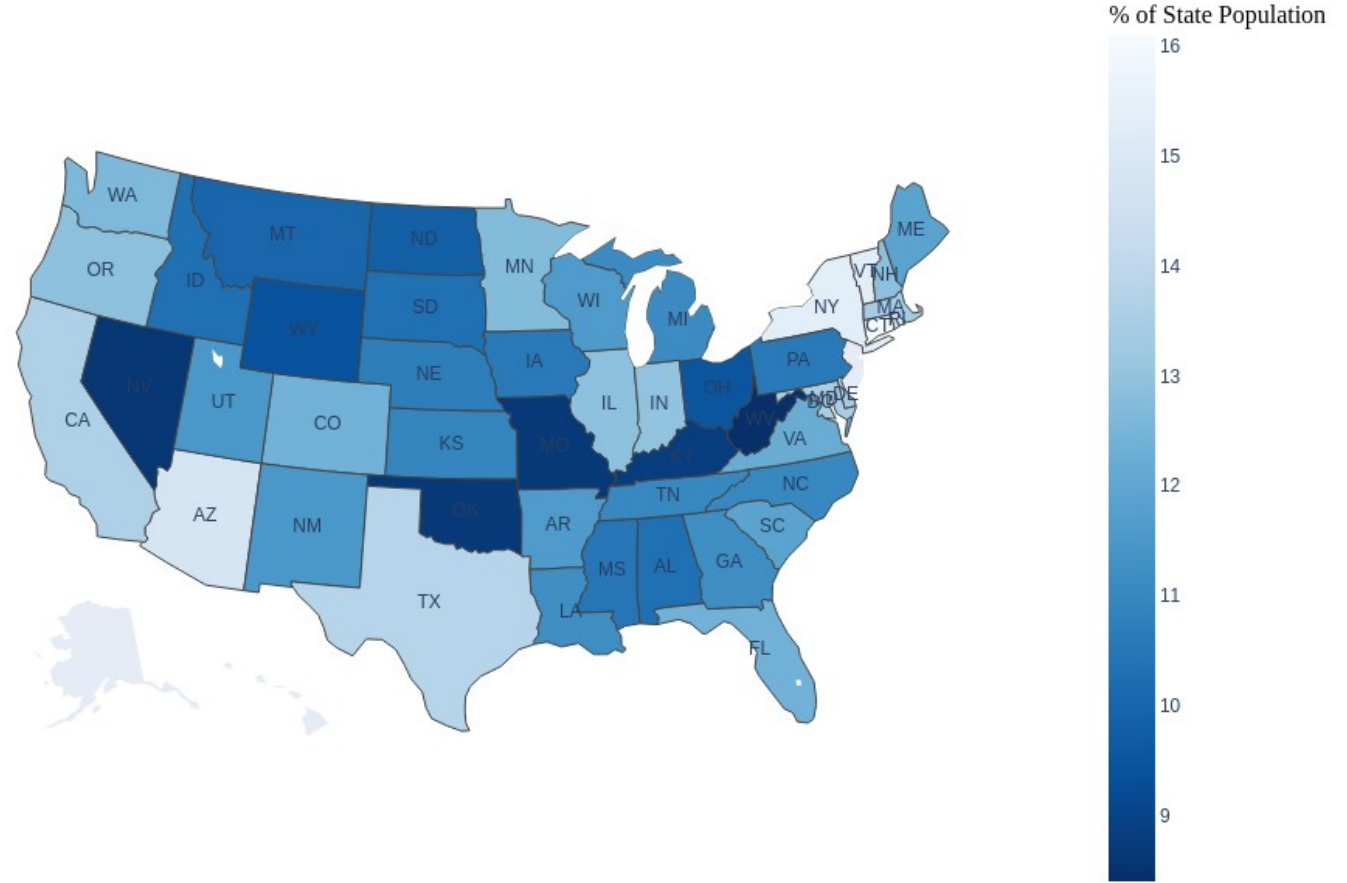 % of State Population
16
15
14
13
12
11
10
9
WA
MT
ND
MN
ME
OR
ID
SD
WI
MI
VT
NH
NY
MA
WY
CT
RI
IA
PA
NV
UT
NE
OH
IL
IN
DE
CA
CO
KS
MO
WV
VA
KY
AZ
NM
OK
AR
TN
NC
SC
MS
AL
GA
TX
LA
FL